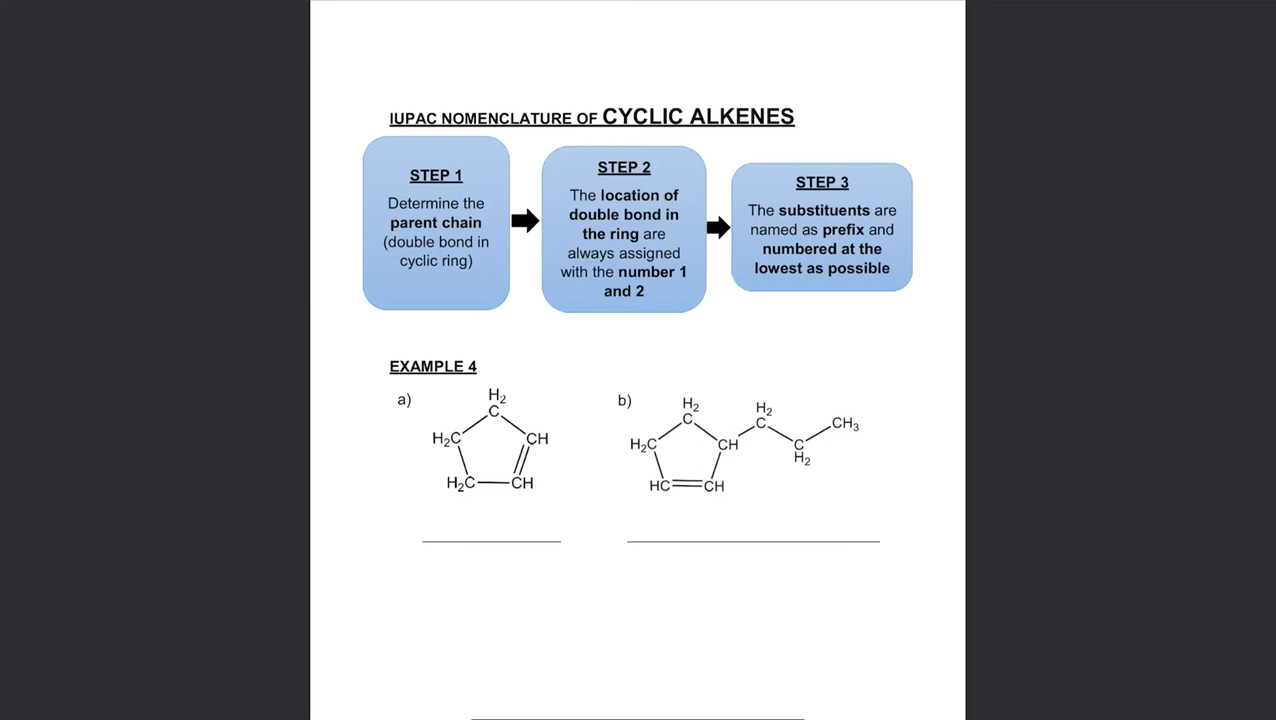 IUPAC NOMENCLATURE OF CYCLIC ALKENES
STEP 1
Determine the
parent chain
(double bond in
cyclic ring)
STEP 2
The location of
double bond in
the ring are
always assigned
with the number 1
and 2
STEP 3
The substituents are
named as prefix and
numbered at the
lowest as possible
EXAMPLE 4
a)
H2
C
H2C
CH
H2C
CH
b)
H2
C
H2C
CH
HC
CH
H2
C
C
H2
CH3